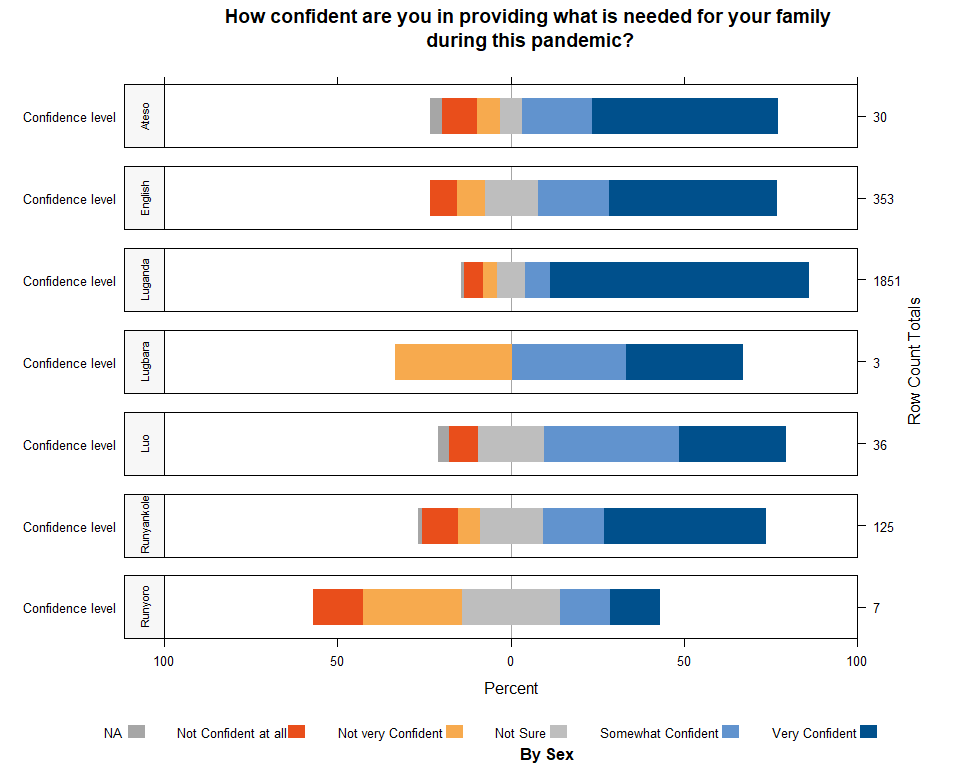 How confident are you in providing what is needed for your family
during this pandemic?
Confidence level Ateso 30
Confidence level English 353
Confidence level Luganda 1851
Confidence level Lugbara 3
Confidence level Luo 36
Confidence level Runyankole 125
Confidence level Runyoro 7
Row Count Totals
100 50 0 50 100
Percent
NA Not Confident at all Not very Confident Not Sure Somewhat Confident Very Confident
By Sex